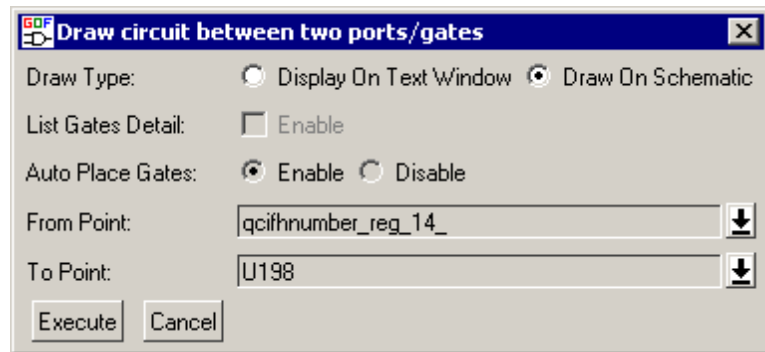 GOF Draw circuit between two ports/gates
Draw Type: Display On Text Window Draw On Schematic
List Gates Detail: Enable
Auto Place Gates: Enable Disable
From Point: qcifhnumber_reg_14_
To Point: U198
Execute Cancel